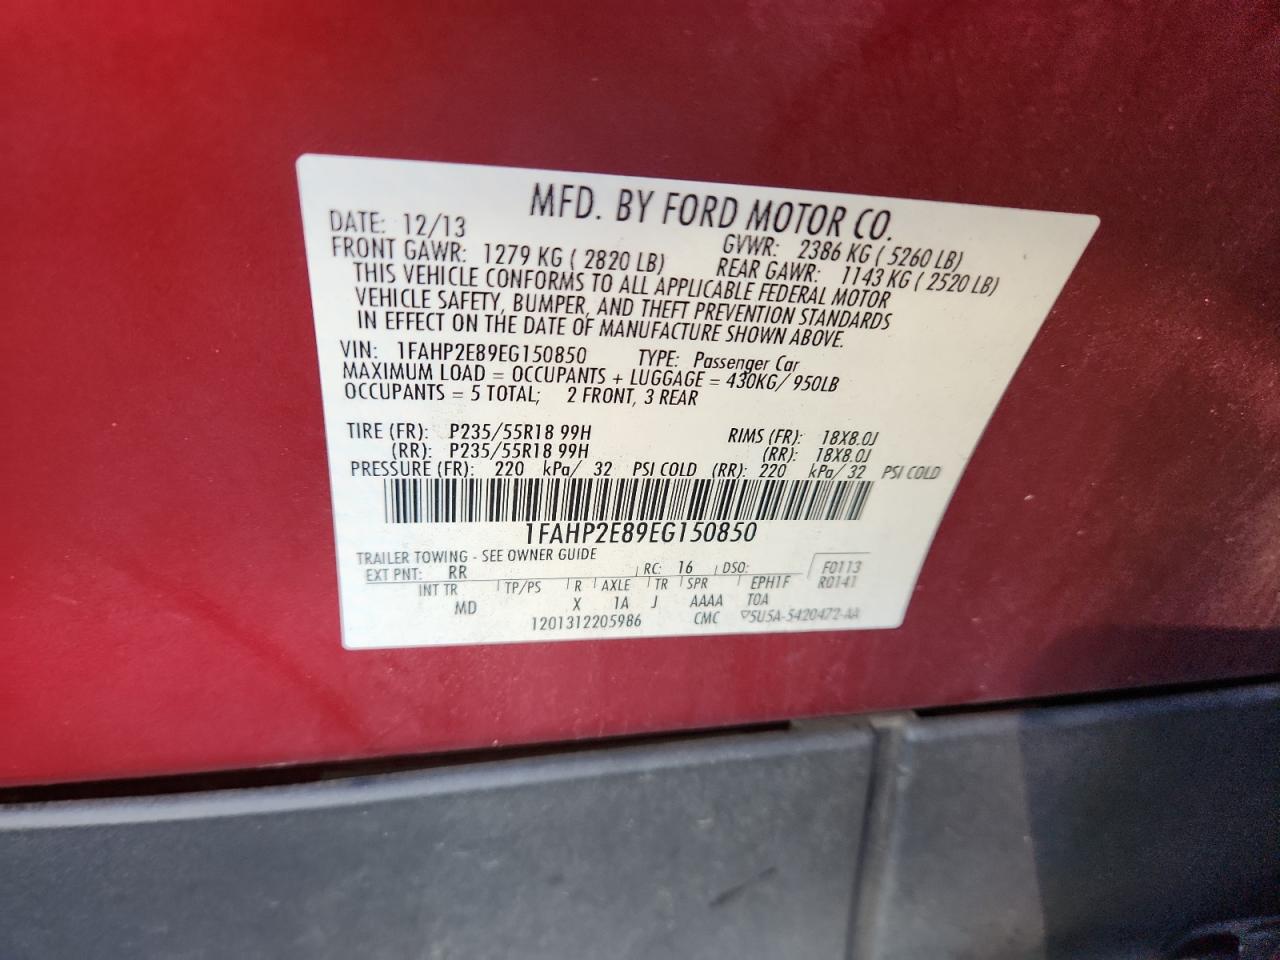 MFD. BY FORD MOTOR CO.
DATE: 12/13 GVWR: 2386 KG ( 5260 LB)
FRONT GAWR: 1279 KG ( 2820 LB) REAR GAWR: 1143 KG ( 2520 LB)
THIS VEHICLE CONFORMS TO ALL APPLICABLE FEDERAL MOTOR
VEHICLE SAFETY, BUMPER, AND THEFT PREVENTION STANDARDS
IN EFFECT ON THE DATE OF MANUFACTURE SHOWN ABOVE.
VIN: 1FAHP2E89EG150850 TYPE: Passenger Car
MAXIMUM LOAD = OCCUPANTS + LUGGAGE = 430KG/ 950LB
OCCUPANTS = 5 TOTAL; 2 FRONT, 3 REAR
TIRE (FR): P235/55R18 99H RIMS (FR): 18X8.0J
(RR): P235/55R18 99H (RR): 18X8.0J
PRESSURE (FR): 220 kPa/ 32 PSI COLD (RR): 220 kPa/ 32 PSI COLD
1FAHP2E89EG150850
TRAILER TOWING - SEE OWNER GUIDE
EXT PNT: RR RC: 16 DSO: F0113
INT TR TP/PS R AXLE TR SPR EPH1F R0141
MD X 1A J AAAA TOA
1201312205986 CMC 5U5A-5420472-AA